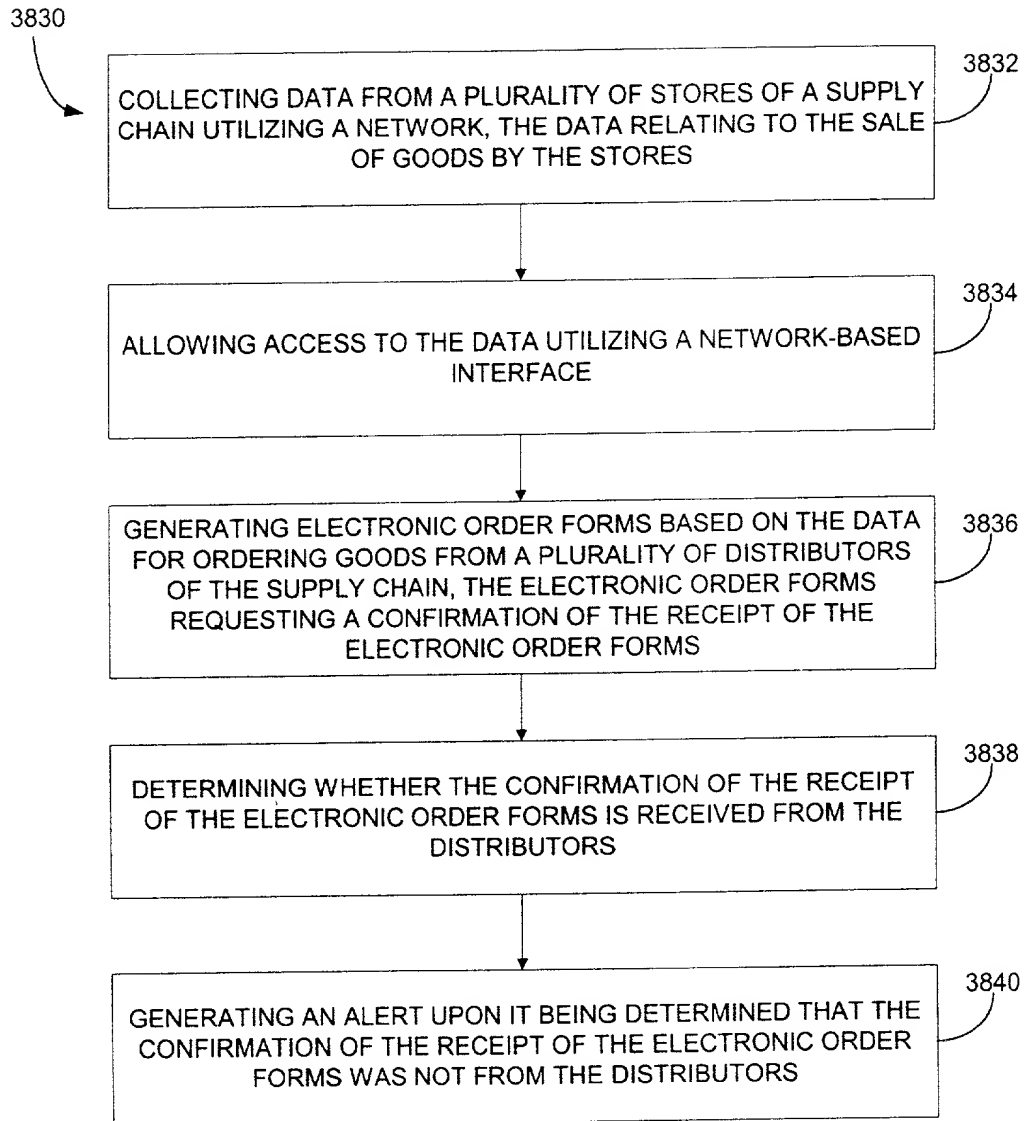 3830
3832
COLLECTING DATA FROM A PLURALITY OF STORES OF A SUPPLY
CHAIN UTILIZING A NETWORK, THE DATA RELATING TO THE SALE
OF GOODS BY THE STORES
3834
ALLOWING ACCESS TO THE DATA UTILIZING A NETWORK-BASED
INTERFACE
3836
GENERATING ELECTRONIC ORDER FORMS BASED ON THE DATA
FOR ORDERING GOODS FROM A PLURALITY OF DISTRIBUTORS
OF THE SUPPLY CHAIN, THE ELECTRONIC ORDER FORMS
REQUESTING A CONFIRMATION OF THE RECEIPT OF THE
ELECTRONIC ORDER FORMS
3838
DETERMINING WHETHER THE CONFIRMATION OF THE RECEIPT
OF THE ELECTRONIC ORDER FORMS IS RECEIVED FROM THE
DISTRIBUTORS
3840
GENERATING AN ALERT UPON IT BEING DETERMINED THAT THE
CONFIRMATION OF THE RECEIPT OF THE ELECTRONIC ORDER
FORMS WAS NOT FROM THE DISTRIBUTORS